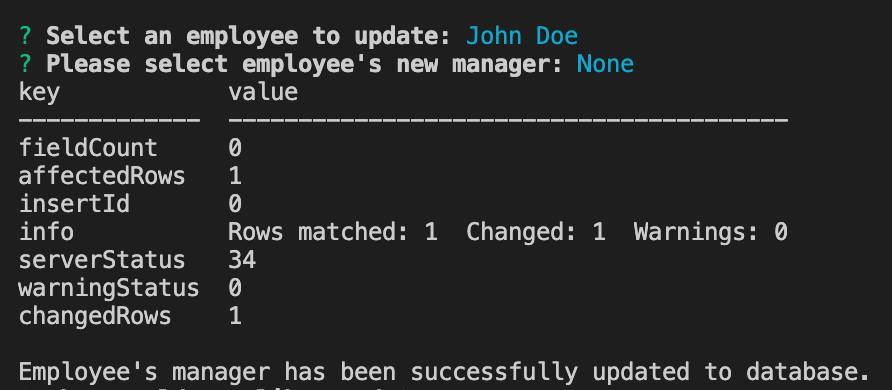 ? Select an employee to update: John Doe
? Please select employee's new manager: None
key            value
-------------  ----------------------------------------
fieldCount     0
affectedRows   1
insertId       0
info           Rows matched: 1  Changed: 1  Warnings: 0
serverStatus   34
warningStatus  0
changedRows    1
Employee's manager has been successfully updated to database.